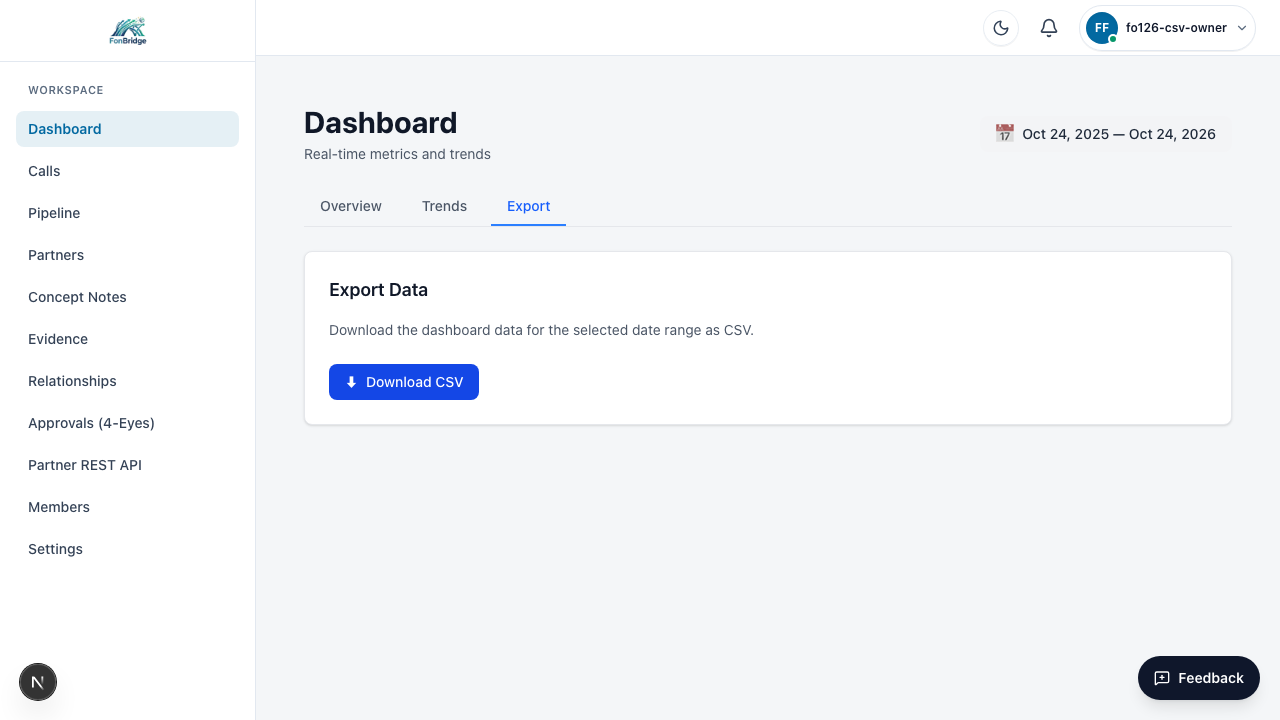 FonBridge
WORKSPACE
Dashboard
Calls
Pipeline
Partners
Concept Notes
Evidence
Relationships
Approvals (4-Eyes)
Partner REST API
Members
Settings
N
FF
fo126-csv-owner
Dashboard
Real-time metrics and trends
17
Oct 24, 2025 — Oct 24, 2026
Overview
Trends
Export
Export Data
Download the dashboard data for the selected date range as CSV.
Download CSV
Feedback